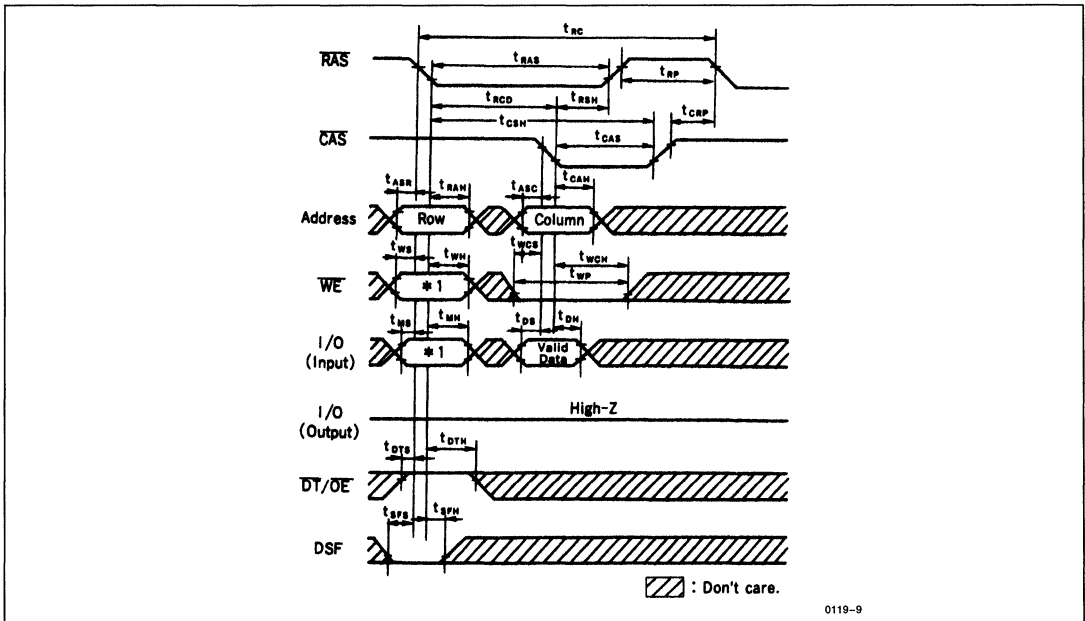 tRC
RAS
tRAS
tRP
tRCD
tRSH
tCSH
tCRP
CAS
tCAS
tASR
tRAH
tASC
tCAH
Address
Row
Column
tWS
tWH
tWCS
tWCH
tWP
WE
*1
tMS
tMH
tDS
tDH
I/O
(Input)
*1
Valid
Data
I/O
(Output)
High-Z
tDTS
tDTH
DT/OE
tSFS
tSFH
DSF
: Don't care.
0119-9